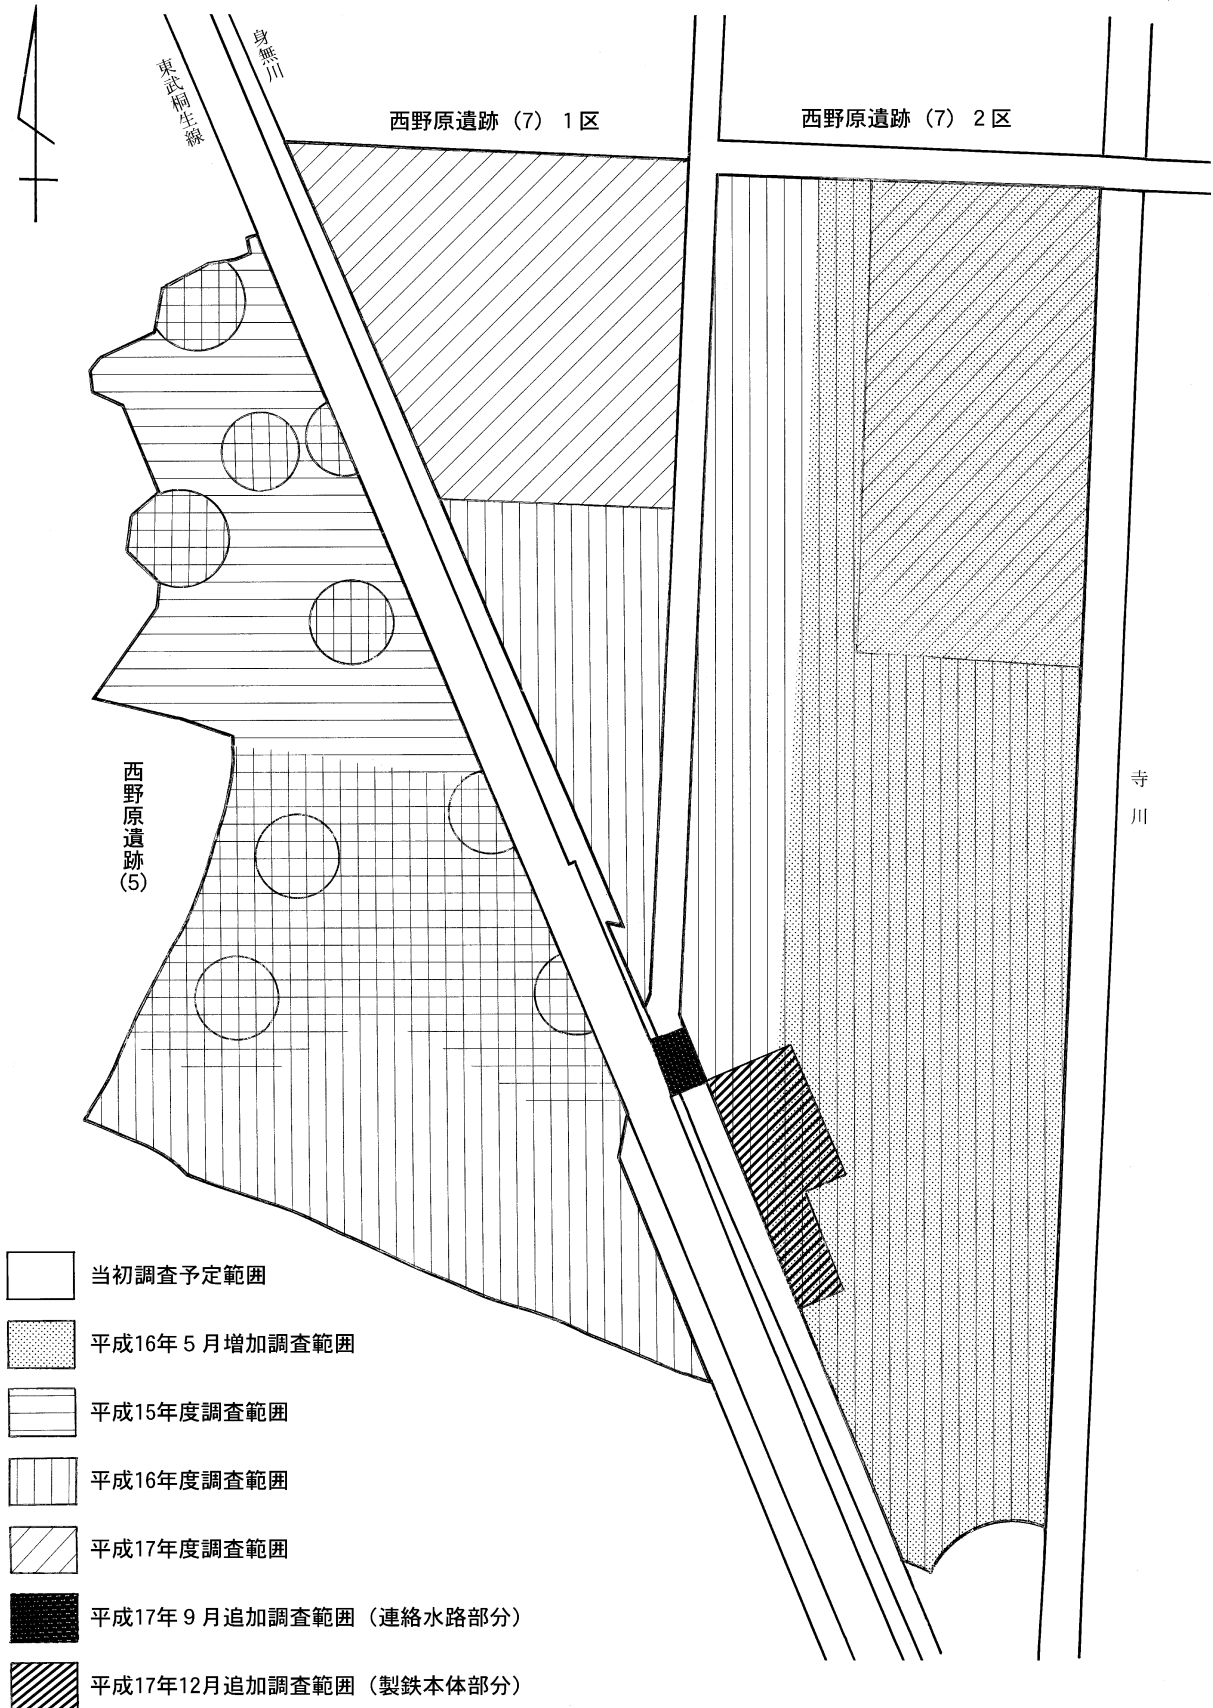 身無川
東武桐生線
西野原遺跡（7）１区
西野原遺跡（7）２区
西野原遺跡(5)
寺川
当初調査予定範囲
平成16年５月増加調査範囲
平成15年度調査範囲
平成16年度調査範囲
平成17年度調査範囲
平成17年９月追加調査範囲（連絡水路部分）
平成17年12月追加調査範囲（製鉄本体部分）